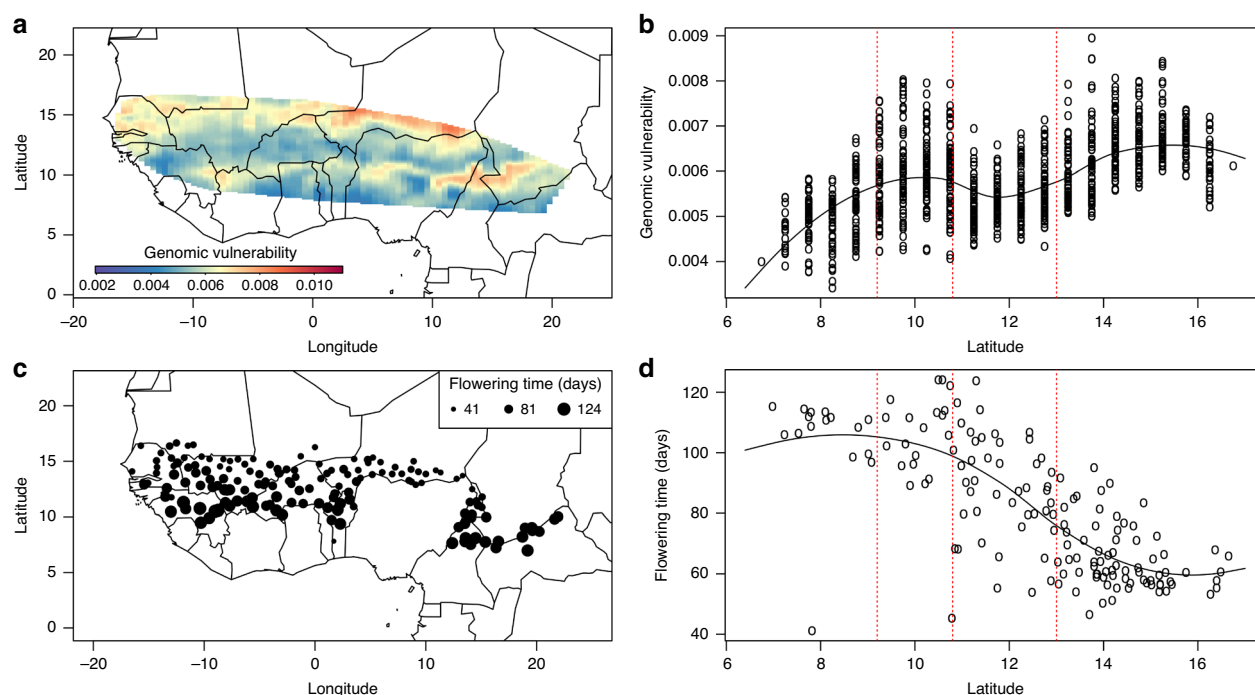 a
20
15
10
5
0
Latitude
Genomic vulnerability
0.002 0.004 0.006 0.008 0.010
−20 −10 0 10 20
Longitude
b
0.009
0.008
0.007
0.006
0.005
0.004
Genomic vulnerability
6 8 10 12 14 16
Latitude
c
20
15
10
5
0
Latitude
Flowering time (days)
41 81 124
−20 −10 0 10 20
Longitude
d
120
100
80
60
40
Flowering time (days)
6 8 10 12 14 16
Latitude